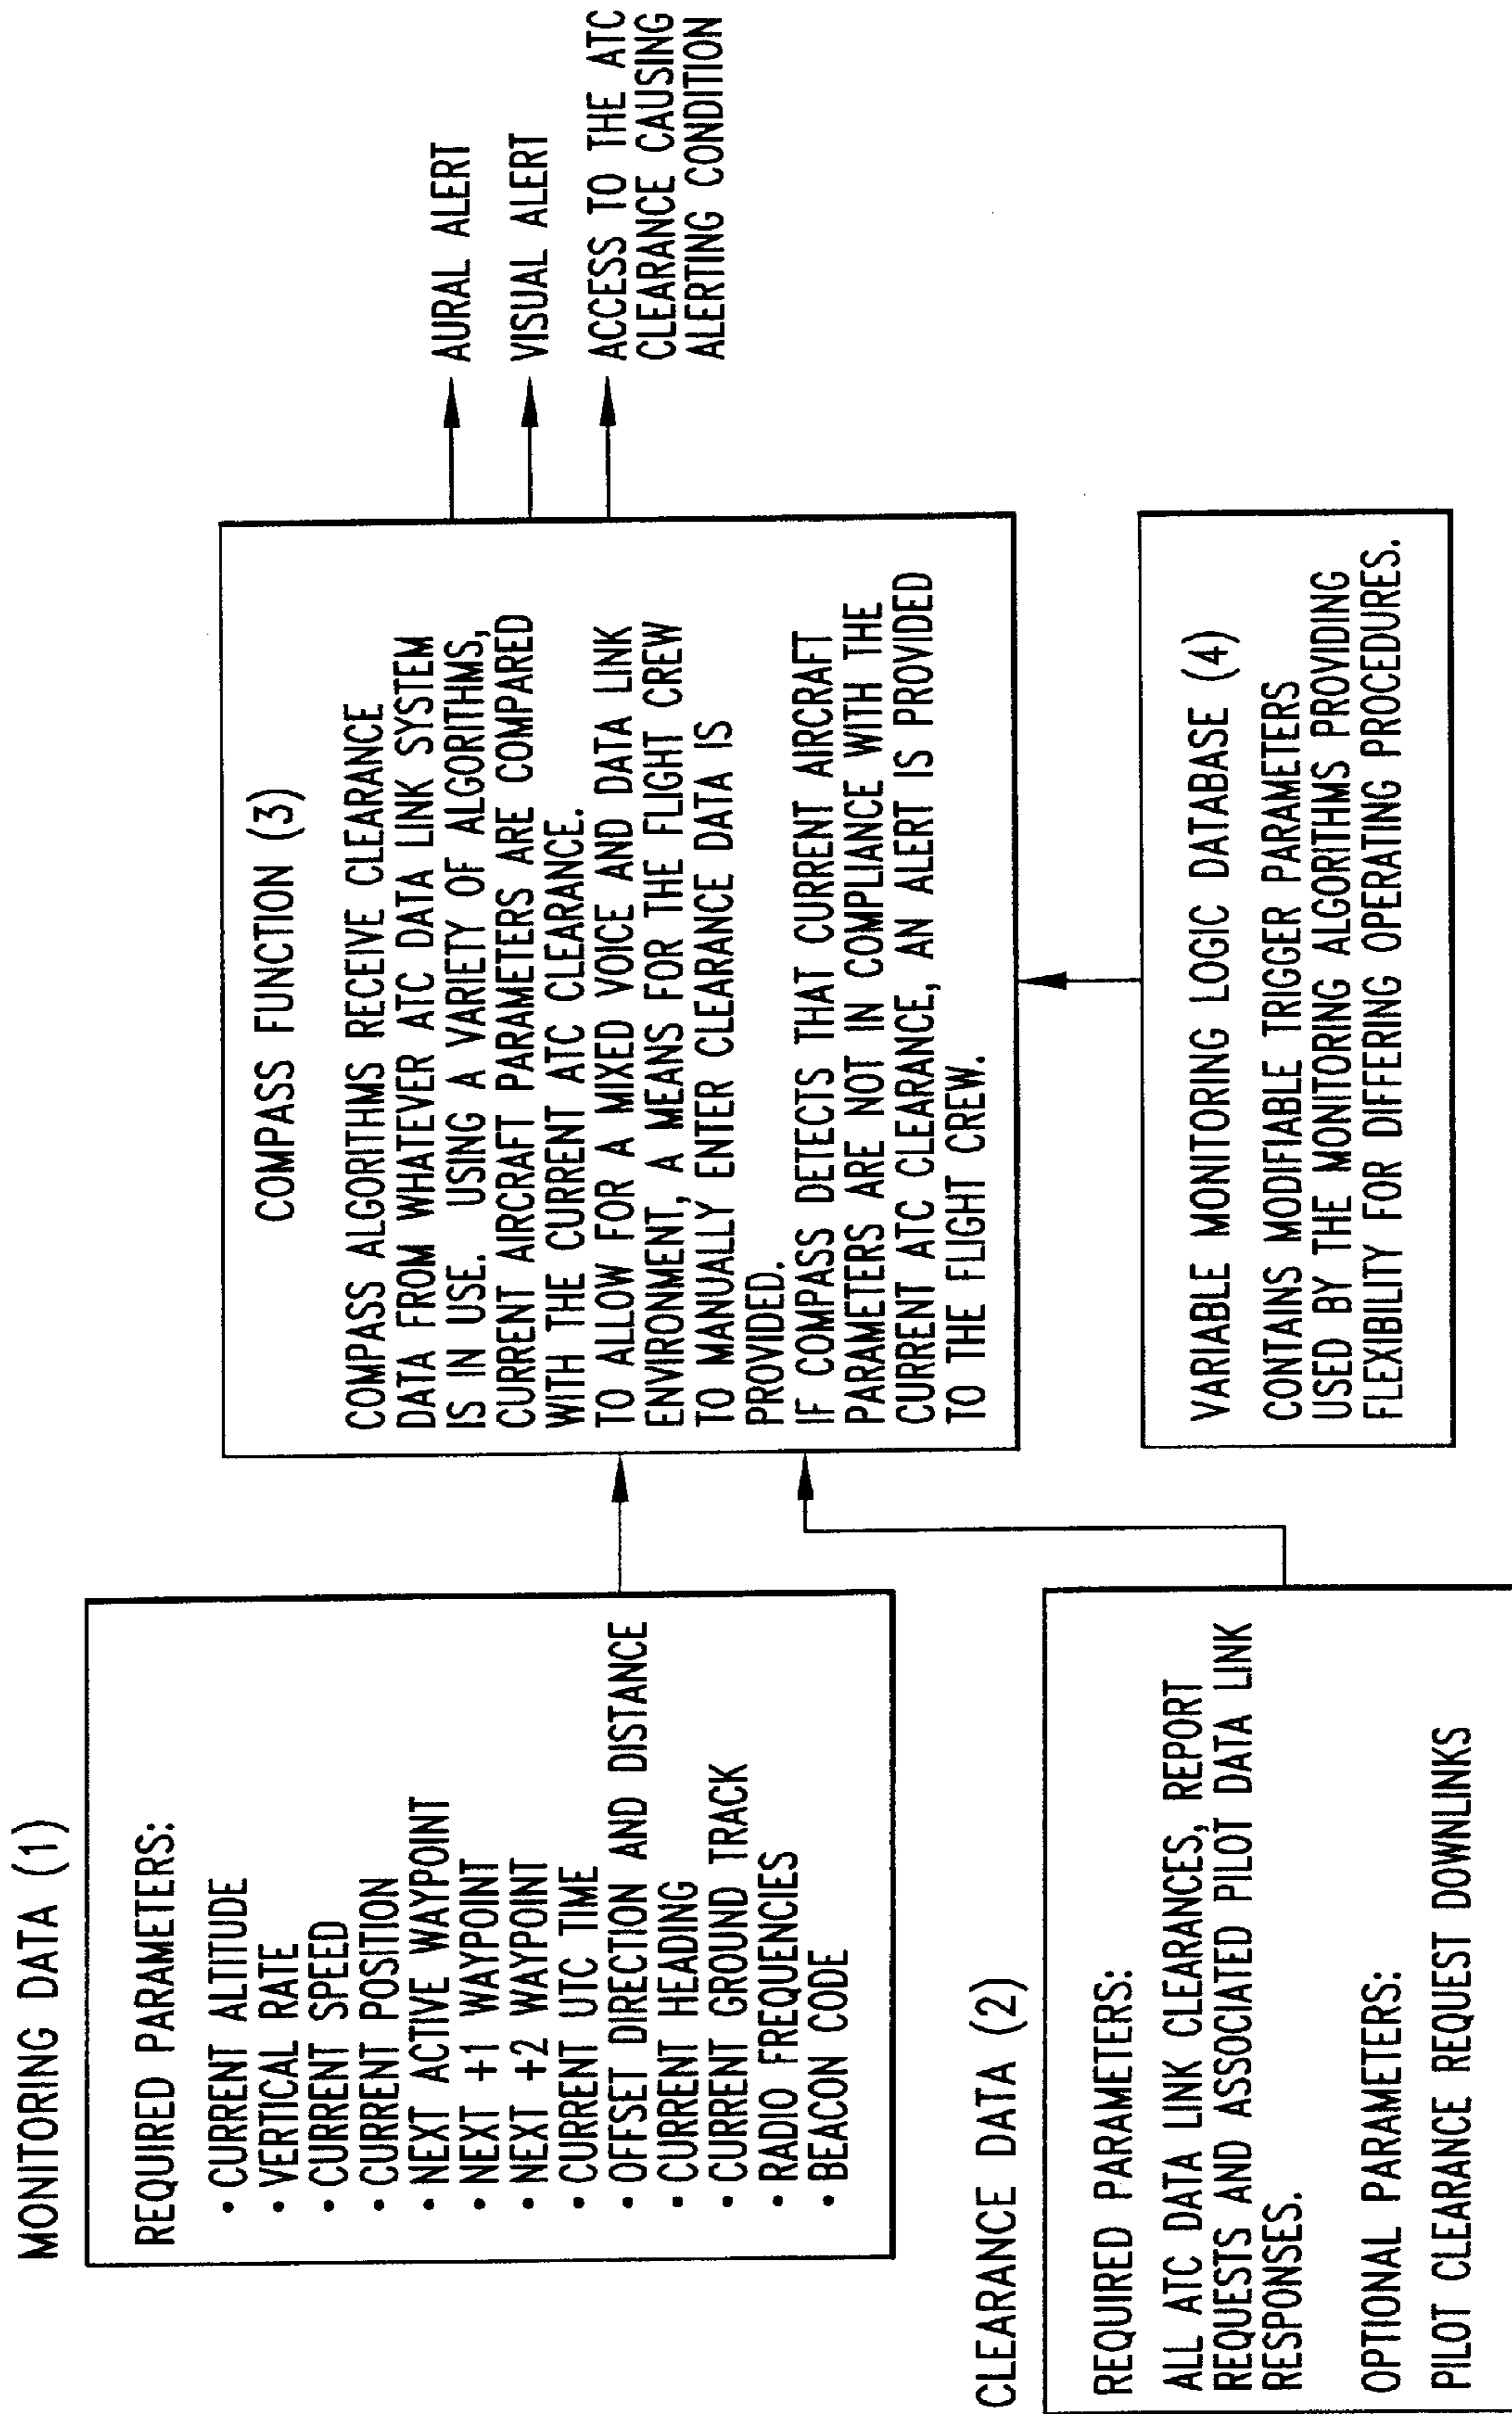 MONITORING DATA (1)
REQUIRED PARAMETERS:
• CURRENT ALTITUDE
• VERTICAL RATE
• CURRENT SPEED
• CURRENT POSITION
• NEXT ACTIVE WAYPOINT
• NEXT +1 WAYPOINT
• NEXT +2 WAYPOINT
• CURRENT UTC TIME
• OFFSET DIRECTION AND DISTANCE
• CURRENT HEADING
• CURRENT GROUND TRACK
• RADIO FREQUENCIES
• BEACON CODE
CLEARANCE DATA (2)
REQUIRED PARAMETERS:
ALL ATC DATA LINK CLEARANCES, REPORT
REQUESTS AND ASSOCIATED PILOT DATA LINK
RESPONSES.
OPTIONAL PARAMETERS:
PILOT CLEARANCE REQUEST DOWNLINKS
COMPASS FUNCTION (3)
COMPASS ALGORITHMS RECEIVE CLEARANCE
DATA FROM WHATEVER ATC DATA LINK SYSTEM
IS IN USE. USING A VARIETY OF ALGORITHMS,
CURRENT AIRCRAFT PARAMETERS ARE COMPARED
WITH THE CURRENT ATC CLEARANCE.
TO ALLOW FOR A MIXED VOICE AND DATA LINK
ENVIRONMENT, A MEANS FOR THE FLIGHT CREW
TO MANUALLY ENTER CLEARANCE DATA IS
PROVIDED.
IF COMPASS DETECTS THAT CURRENT AIRCRAFT
PARAMETERS ARE NOT IN COMPLIANCE WITH THE
CURRENT ATC CLEARANCE, AN ALERT IS PROVIDED
TO THE FLIGHT CREW.
VARIABLE MONITORING LOGIC DATABASE (4)
CONTAINS MODIFIABLE TRIGGER PARAMETERS
USED BY THE MONITORING ALGORITHMS PROVIDING
FLEXIBILITY FOR DIFFERING OPERATING PROCEDURES.
AURAL ALERT
VISUAL ALERT
ACCESS TO THE ATC
CLEARANCE CAUSING
ALERTING CONDITION